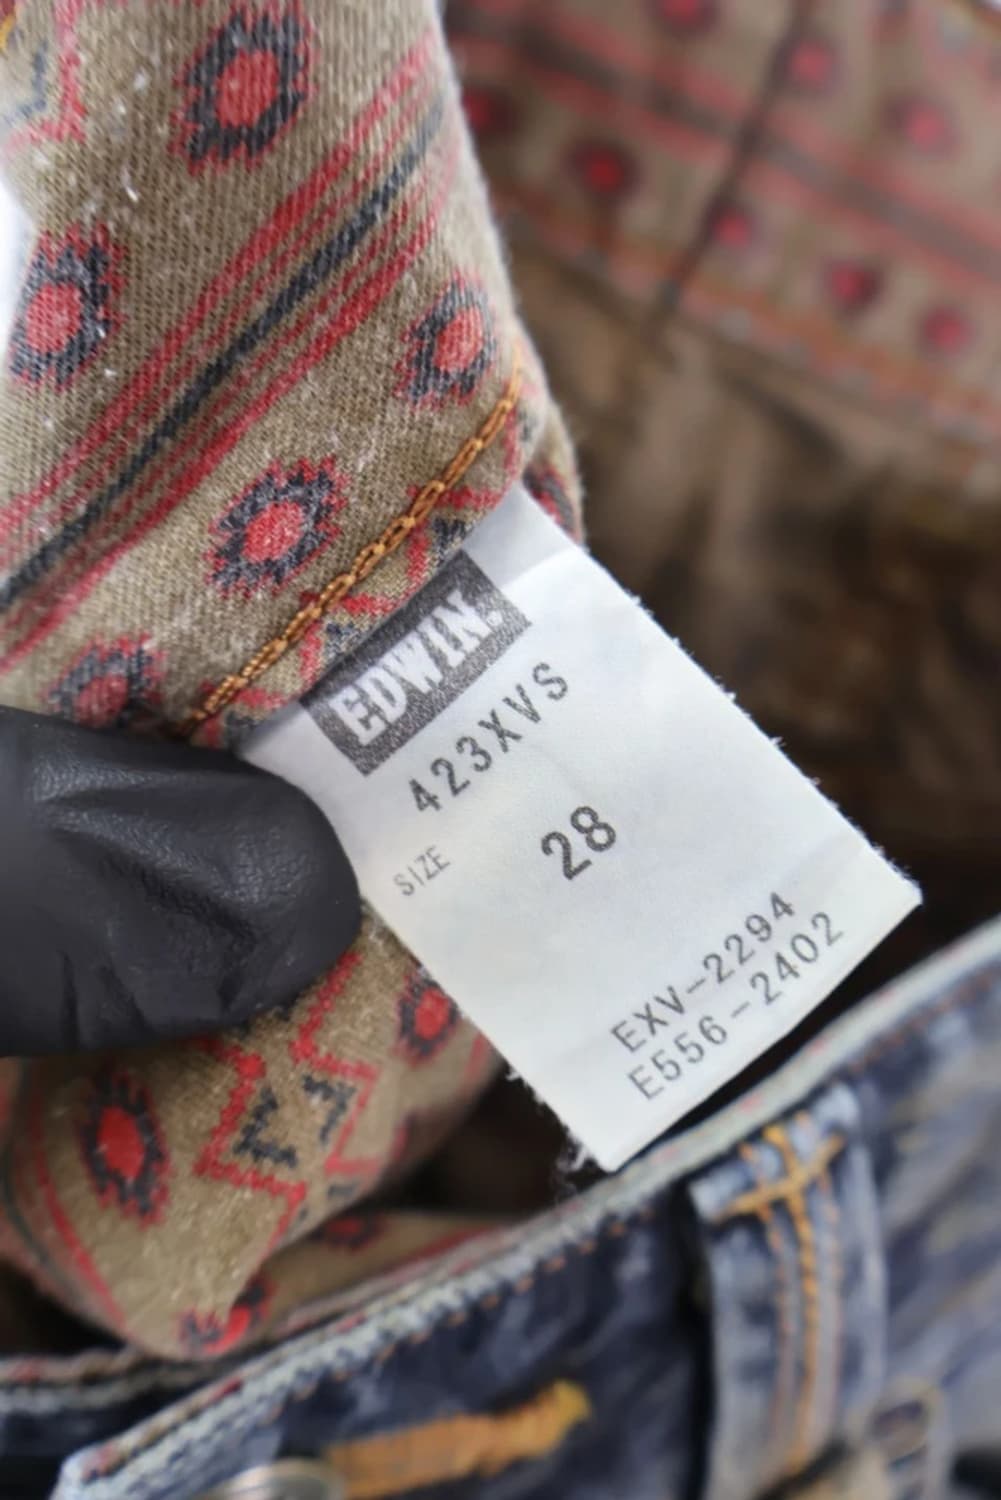 EDWIN.
423XVS
SIZE 28
EXV-2294
E556-2402